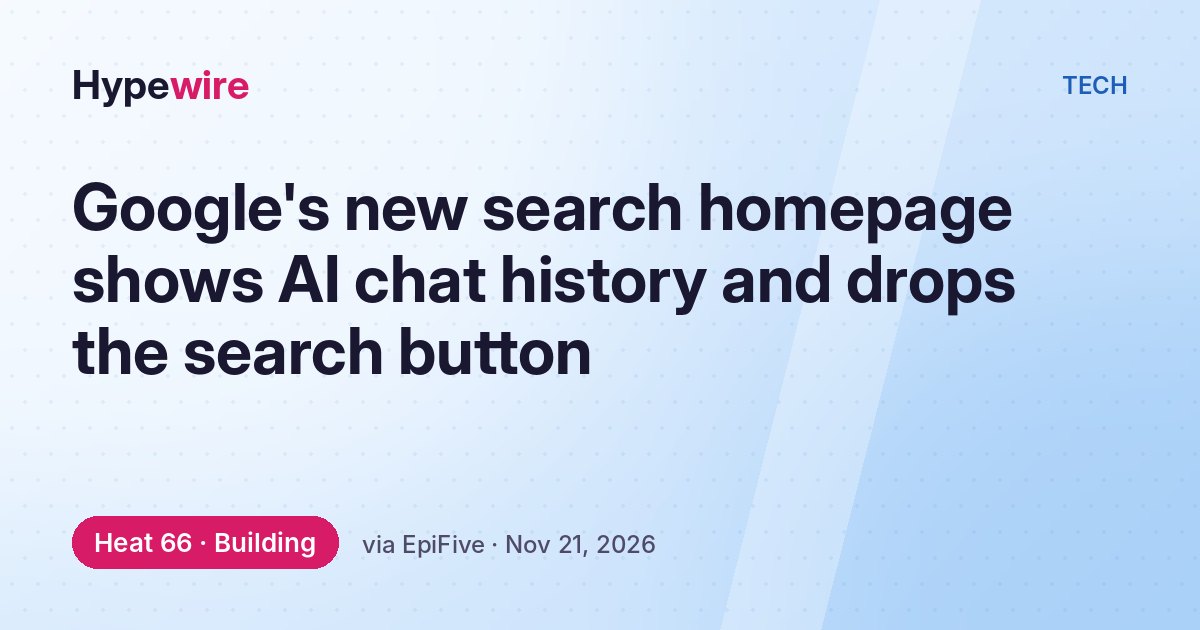 Hypewire
TECH
Google's new search homepage
shows AI chat history and drops
the search button
Heat 66 · Building
via EpiFive · Nov 21, 2026